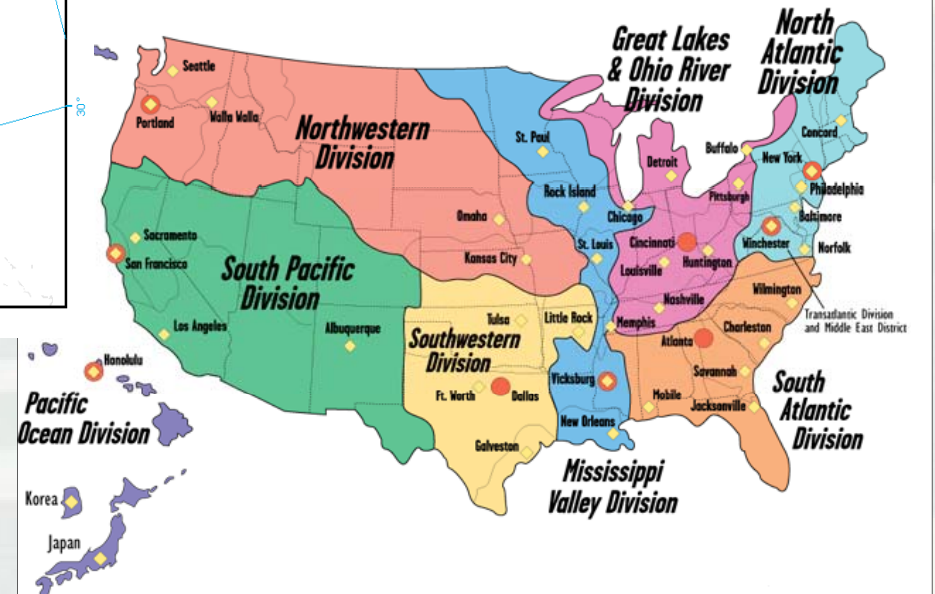 30°
North
Atlantic
Division
Great Lakes
& Ohio River
Division
Seattle
Portland
Walla Walla
Northwestern
Division
St. Paul
Concord
Buffalo
New York
Detroit
Pittsburgh
Philadelphia
Rock Island
Chicago
Baltimore
Omaha
Sacramento
San Francisco
St. Louis
Cincinnati
Winchester
Norfolk
Kansas City
Louisville
Huntington
South Pacific
Division
Nashville
Wilmington
Transatlantic Division
and Middle East District
Los Angeles
Albuquerque
Tulsa
Little Rock
Memphis
Charleston
Southwestern
Division
Atlanta
Honolulu
Savannah
Vicksburg
Ft. Worth
Dallas
Mobile
Jacksonville
South
Atlantic
Division
Pacific
Ocean Division
New Orleans
Galveston
Mississippi
Valley Division
Korea
Japan